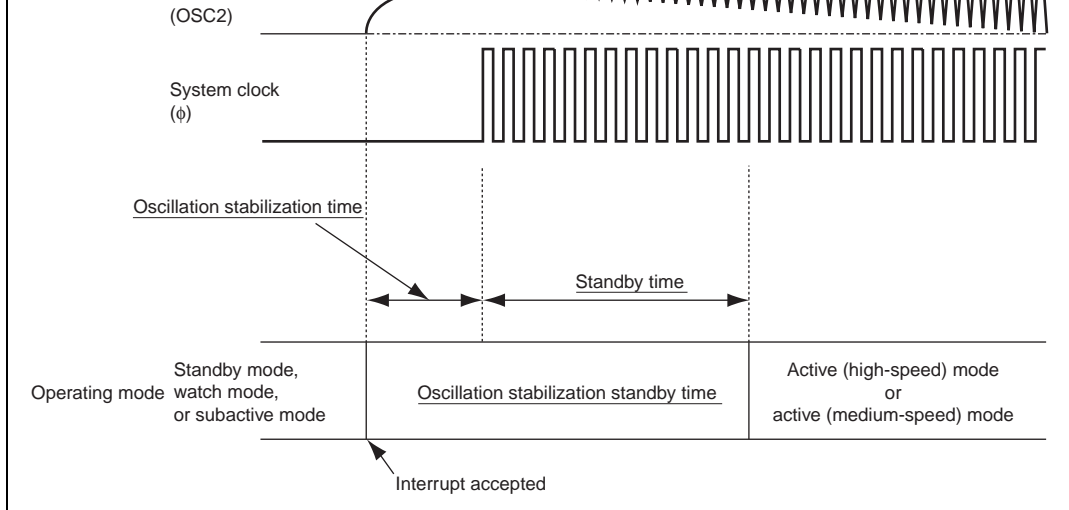 (OSC2)
System clock
(ϕ)
Oscillation stabilization time
Standby time
Operating mode
Standby mode,
watch mode,
or subactive mode
Oscillation stabilization standby time
Active (high-speed) mode
or
active (medium-speed) mode
Interrupt accepted